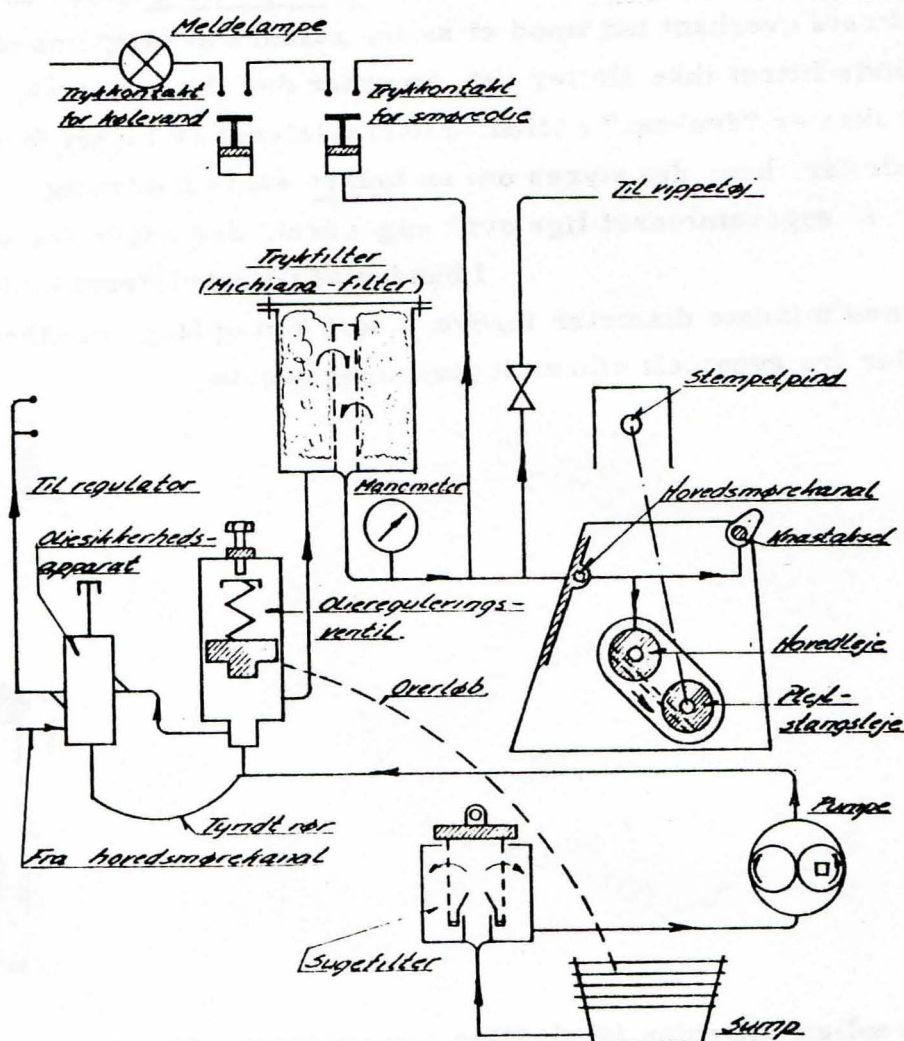 Meldelampe
Trykkontakt
for kølevand
Trykkontakt
for smøreolie
Til vippetøj
Trykfilter
(Michiana-filter)
Stempelpind
Til regulator
Manometer
Hovedsmørekanal
Oliesikkerheds-
apparat
Knastaksel
Olieregulerings-
ventil
Hovedleje
Overløb
Plejl-
stangsleje
Tyndt rør
Pumpe
Fra hovedsmørekanal
Sugefilter
Sump